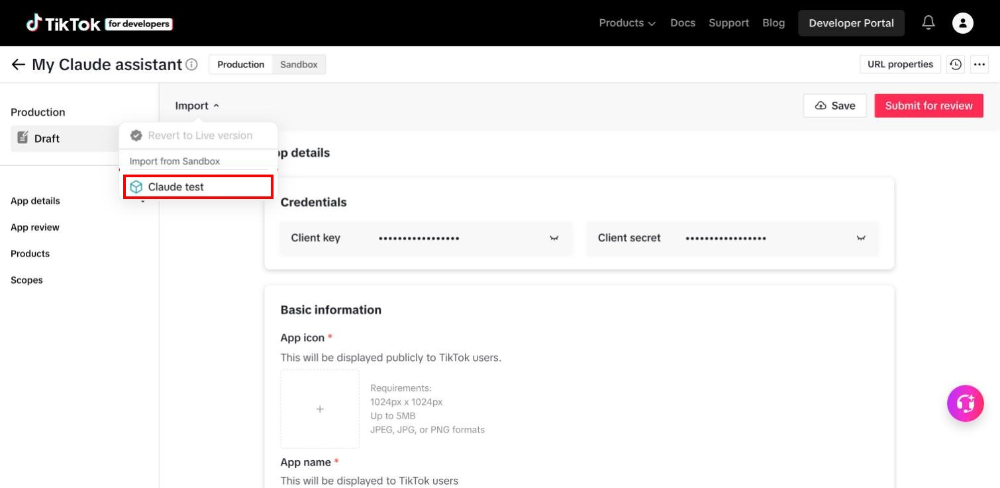 TikTok for developers
Products
Docs
Support
Blog
Developer Portal
My Claude assistant
Production
Sandbox
URL properties
Production
Draft
App details
App review
Products
Scopes
Import
Save
Submit for review
Revert to Live version
Import from Sandbox
Claude test
pp details
Credentials
Client key •••••••••••••••••
Client secret •••••••••••••••••
Basic information
App icon *
This will be displayed publicly to TikTok users.
Requirements:
1024px x 1024px
Up to 5MB
JPEG, JPG, or PNG formats
App name *
This will be displayed to TikTok users